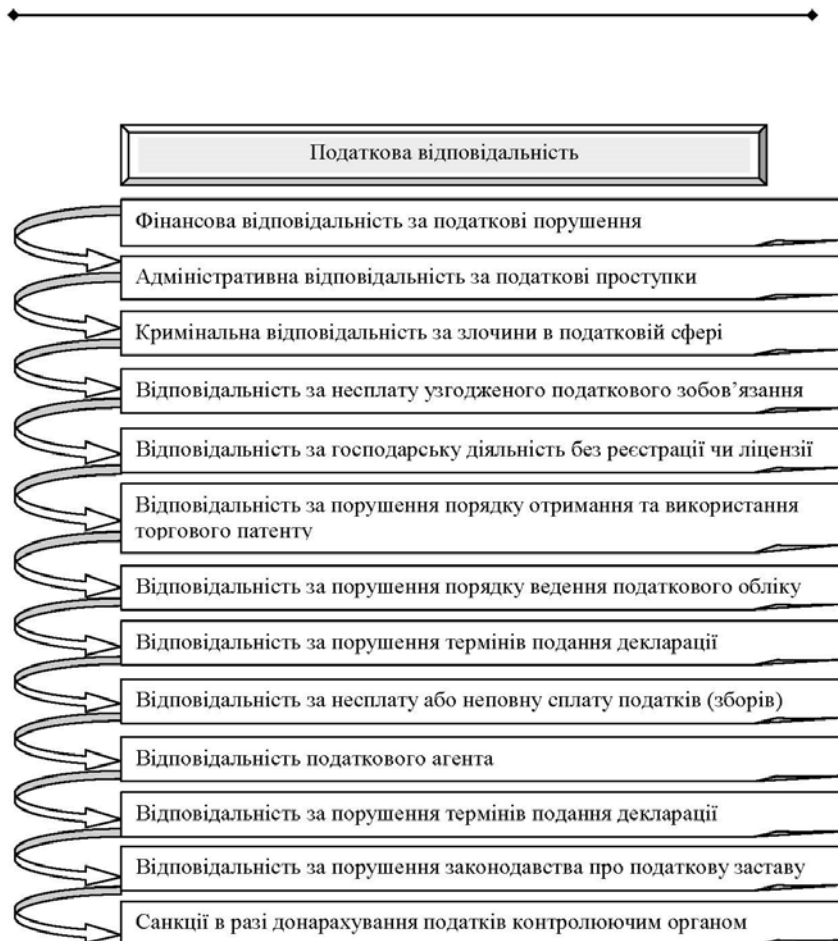 Податкова відповідальність
Фінансова відповідальність за податкові порушення
Адміністративна відповідальність за податкові проступки
Кримінальна відповідальність за злочини в податковій сфері
Відповідальність за несплату узгодженого податкового зобов’язання
Відповідальність за господарську діяльність без реєстрації чи ліцензії
Відповідальність за порушення порядку отримання та використання
торгового патенту
Відповідальність за порушення порядку ведення податкового обліку
Відповідальність за порушення термінів подання декларації
Відповідальність за несплату або неповну сплату податків (зборів)
Відповідальність податкового агента
Відповідальність за порушення термінів подання декларації
Відповідальність за порушення законодавства про податкову заставу
Санкції в разі донарахування податків контролюючим органом